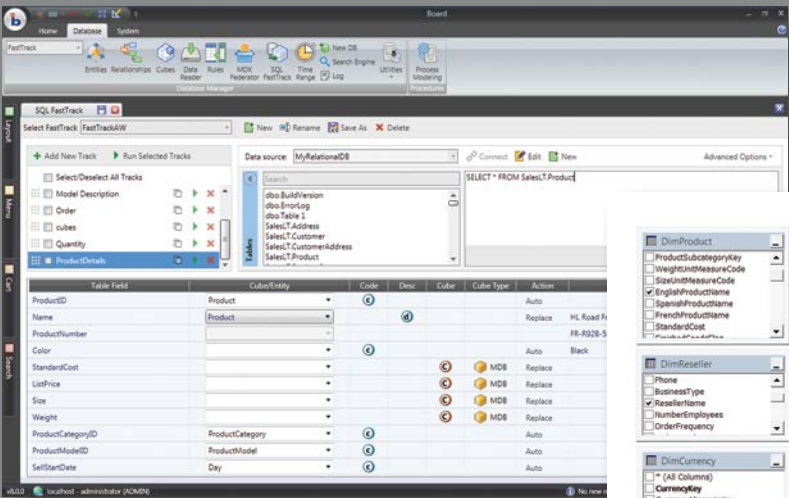 Board
Home Database System
FastTrack
Entities Relationships Cubes Data Reader Rules MDX Federator SQL FastTrack Time Range
New DB
Search Engine
Log
Utilities
Process Modeling
Database Manager
Procedures
SQL FastTrack
Layout
Menu
Cart
Search
Select FastTrack FastTrackAW
New Rename Save As Delete
Add New Track Run Selected Tracks
Data source MyRelationalDB
Connect Edit New
Advanced Options
Select/Deselect All Tracks
Model Description
Order
cubes
Quantity
ProductDetails
Tables
Search
dbo.BuildVersion
dbo.ErrorLog
dbo.Table 1
SalesLT.Address
SalesLT.Customer
SalesLT.CustomerAddress
SalesLT.Product
SELECT * FROM SalesLT.Product
Table Field Cube/Entity Code Desc Cube Cube Type Action
ProductID Product c Auto
Name Product d Replace HL Road Fr
ProductNumber FR-R92B-5
Color c Auto Black
StandardCost C MDB Replace
ListPrice C MDB Replace
Size C MDB Replace
Weight C MDB Replace
ProductCategoryID ProductCategory c Auto
ProductModelID ProductModel c Auto
SellStartDate Day c Auto
v8.0.0 localhost - administrator (ADMIN) No new
DimProduct
ProductSubcategoryKey
WeightUnitMeasureCode
SizeUnitMeasureCode
EnglishProductName
SpanishProductName
FrenchProductName
StandardCost
DimReseller
Phone
BusinessType
ResellerName
NumberEmployees
OrderFrequency
DimCurrency
* (All Columns)
CurrencyKey